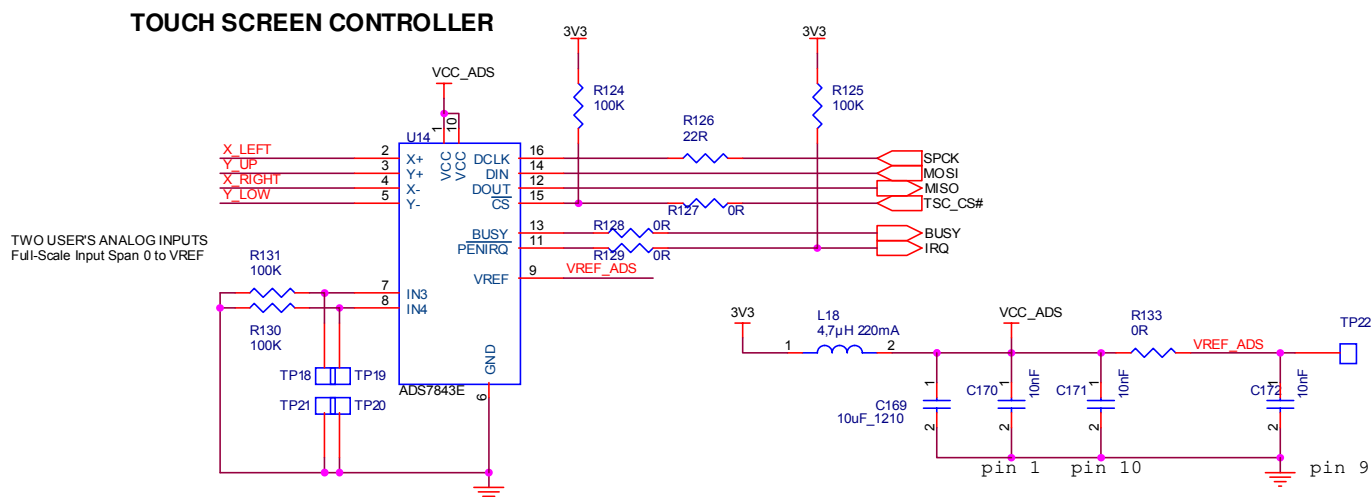 TOUCH SCREEN CONTROLLER
3V3
3V3
VCC_ADS
R124
100K
R125
100K
R126
22R
U14
1
10
VCC
VCC
X_LEFT
2
X+
DCLK
16
SPCK
Y_UP
3
Y+
DIN
14
MOSI
X_RIGHT
4
X-
DOUT
12
MISO
Y_LOW
5
Y-
CS
15
R127
0R
TSC_CS#
BUSY
13
R128
0R
BUSY
PENIRQ
11
R129
0R
IRQ
TWO USER'S ANALOG INPUTS
Full-Scale Input Span 0 to VREF
VREF
9
VREF_ADS
R131
100K
7
IN3
8
IN4
R130
100K
GND
6
ADS7843E
TP18
TP19
TP21
TP20
3V3
L18
4,7µH 220mA
1
2
VCC_ADS
R133
0R
VREF_ADS
TP22
C169
10uF_1210
1
2
C170
10nF
1
2
C171
10nF
1
2
C172
10nF
1
2
pin 1
pin 10
pin 9